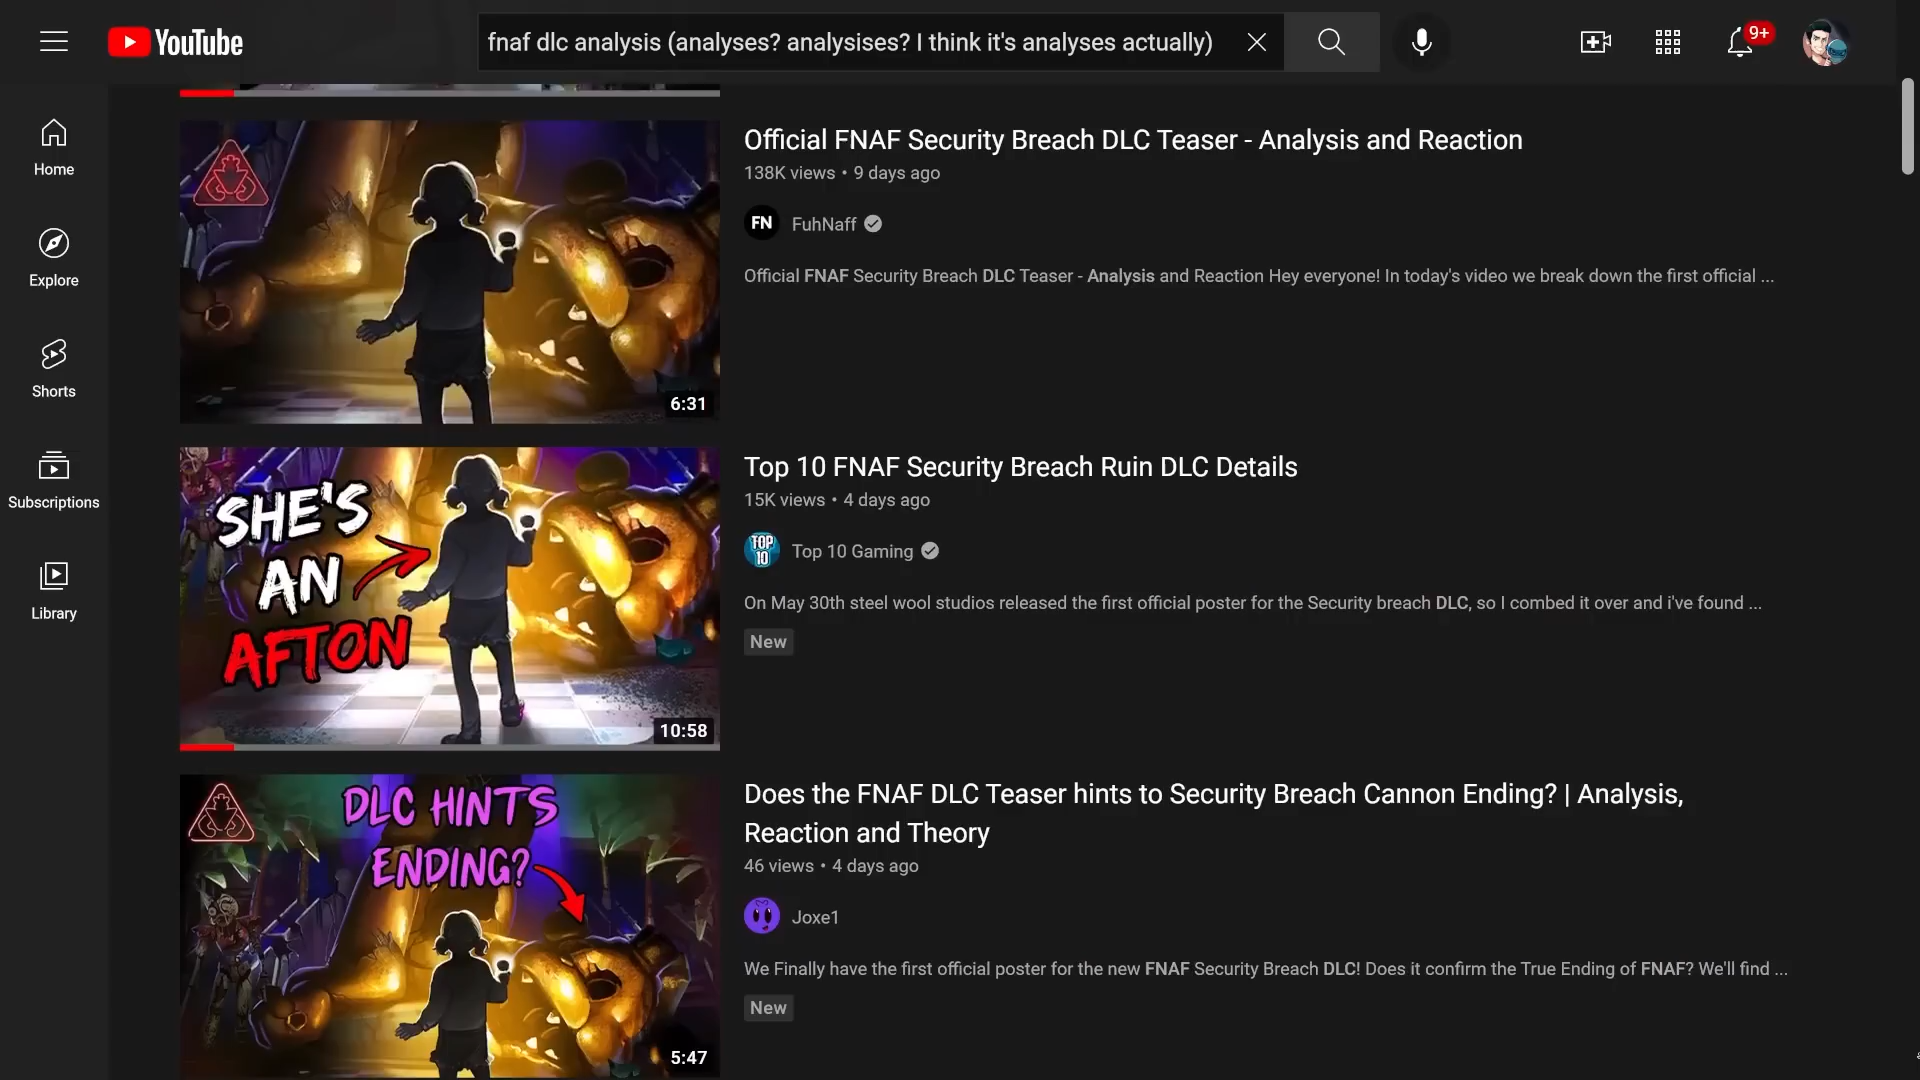 YouTube
fnaf dlc analysis (analyses? analysises? I think it's analyses actually)
9+
Home
Explore
Shorts
Subscriptions
Library
6:31
Official FNAF Security Breach DLC Teaser - Analysis and Reaction
138K views • 9 days ago
FN FuhNaff
Official FNAF Security Breach DLC Teaser - Analysis and Reaction Hey everyone! In today's video we break down the first official ...
SHE'S
AN
AFTON
10:58
Top 10 FNAF Security Breach Ruin DLC Details
15K views • 4 days ago
TOP
10
Top 10 Gaming
On May 30th steel wool studios released the first official poster for the Security breach DLC, so I combed it over and i've found ...
New
DLC HINTS
ENDING?
5:47
Does the FNAF DLC Teaser hints to Security Breach Cannon Ending? | Analysis,
Reaction and Theory
46 views • 4 days ago
Joxe1
We Finally have the first official poster for the new FNAF Security Breach DLC! Does it confirm the True Ending of FNAF? We'll find ...
New